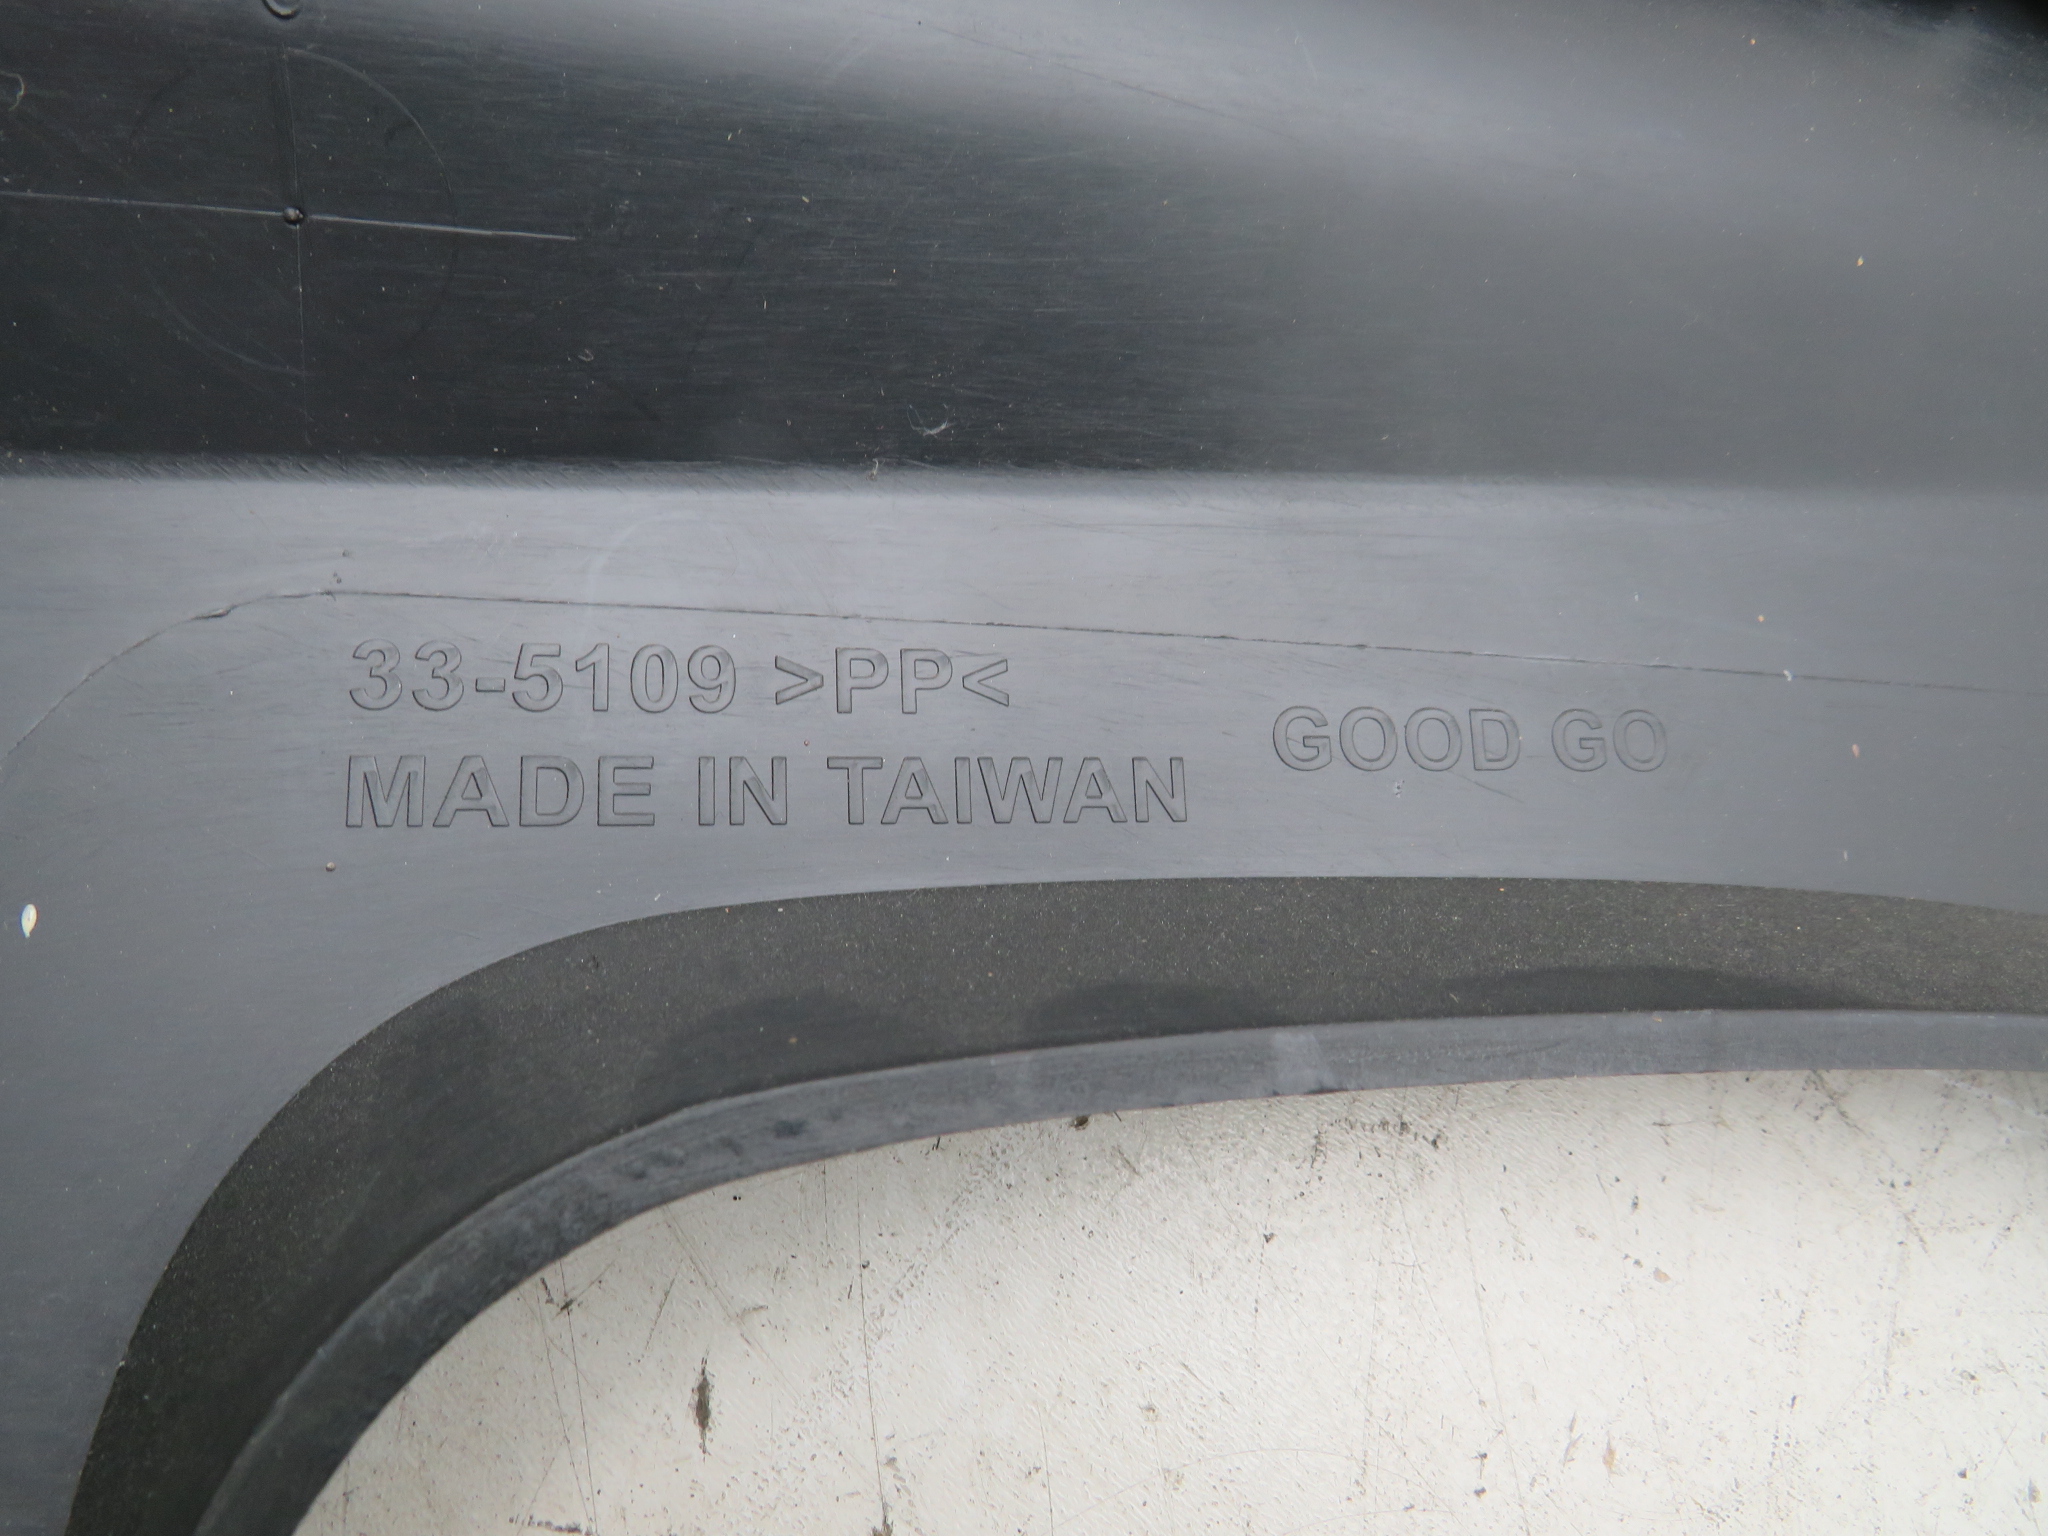 33-5109 >PP<
MADE IN TAIWAN
GOOD GO